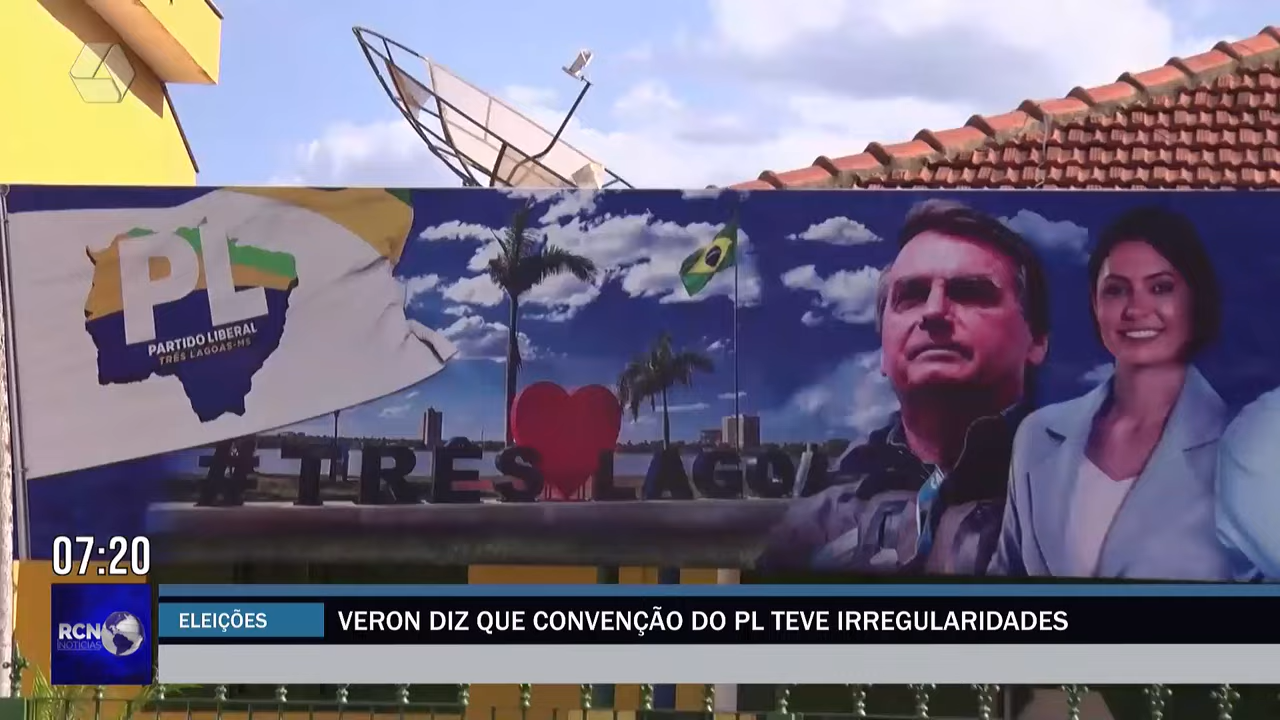 PL
PARTIDO LIBERAL
TRÊS LAGOAS-MS
#TRÊS LAGOAS
07:20
RCN
NOTÍCIAS
ELEIÇÕES
VERON DIZ QUE CONVENÇÃO DO PL TEVE IRREGULARIDADES